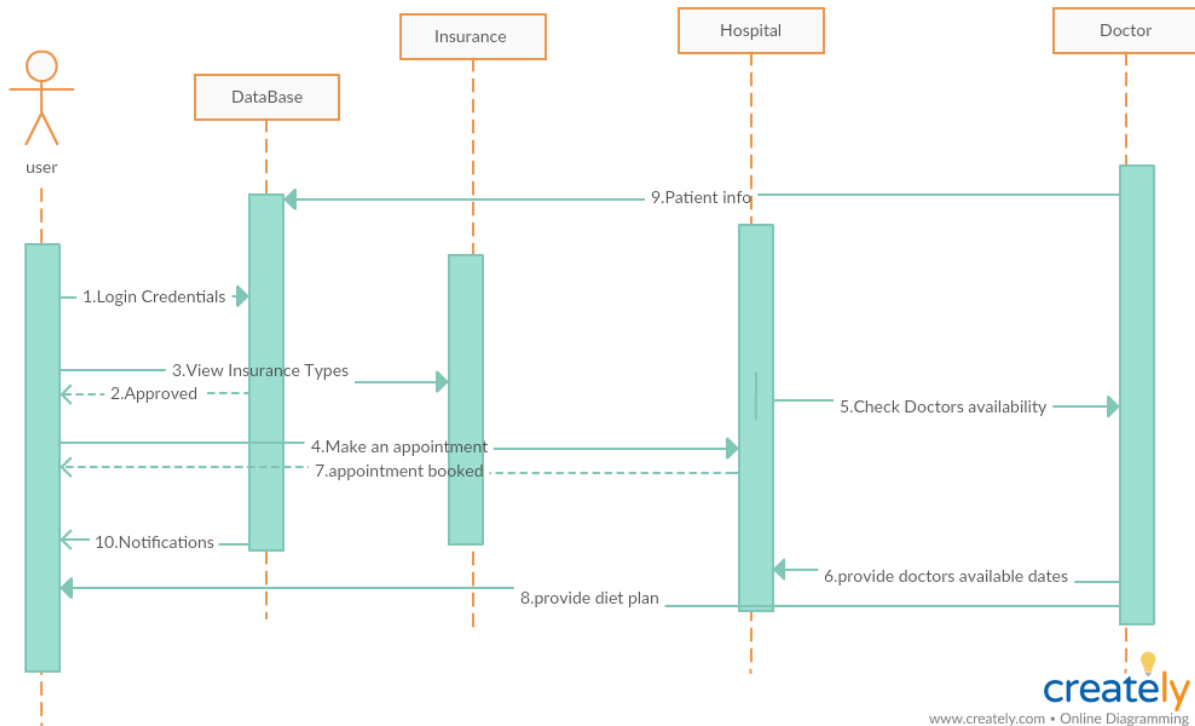 Insurance
Hospital
Doctor
DataBase
user
9.Patient info
1.Login Credentials
3.View Insurance Types
2.Approved
5.Check Doctors availability
4.Make an appointment
7.appointment booked
10.Notifications
6.provide doctors available dates
8.provide diet plan
creately
www.creately.com • Online Diagramming